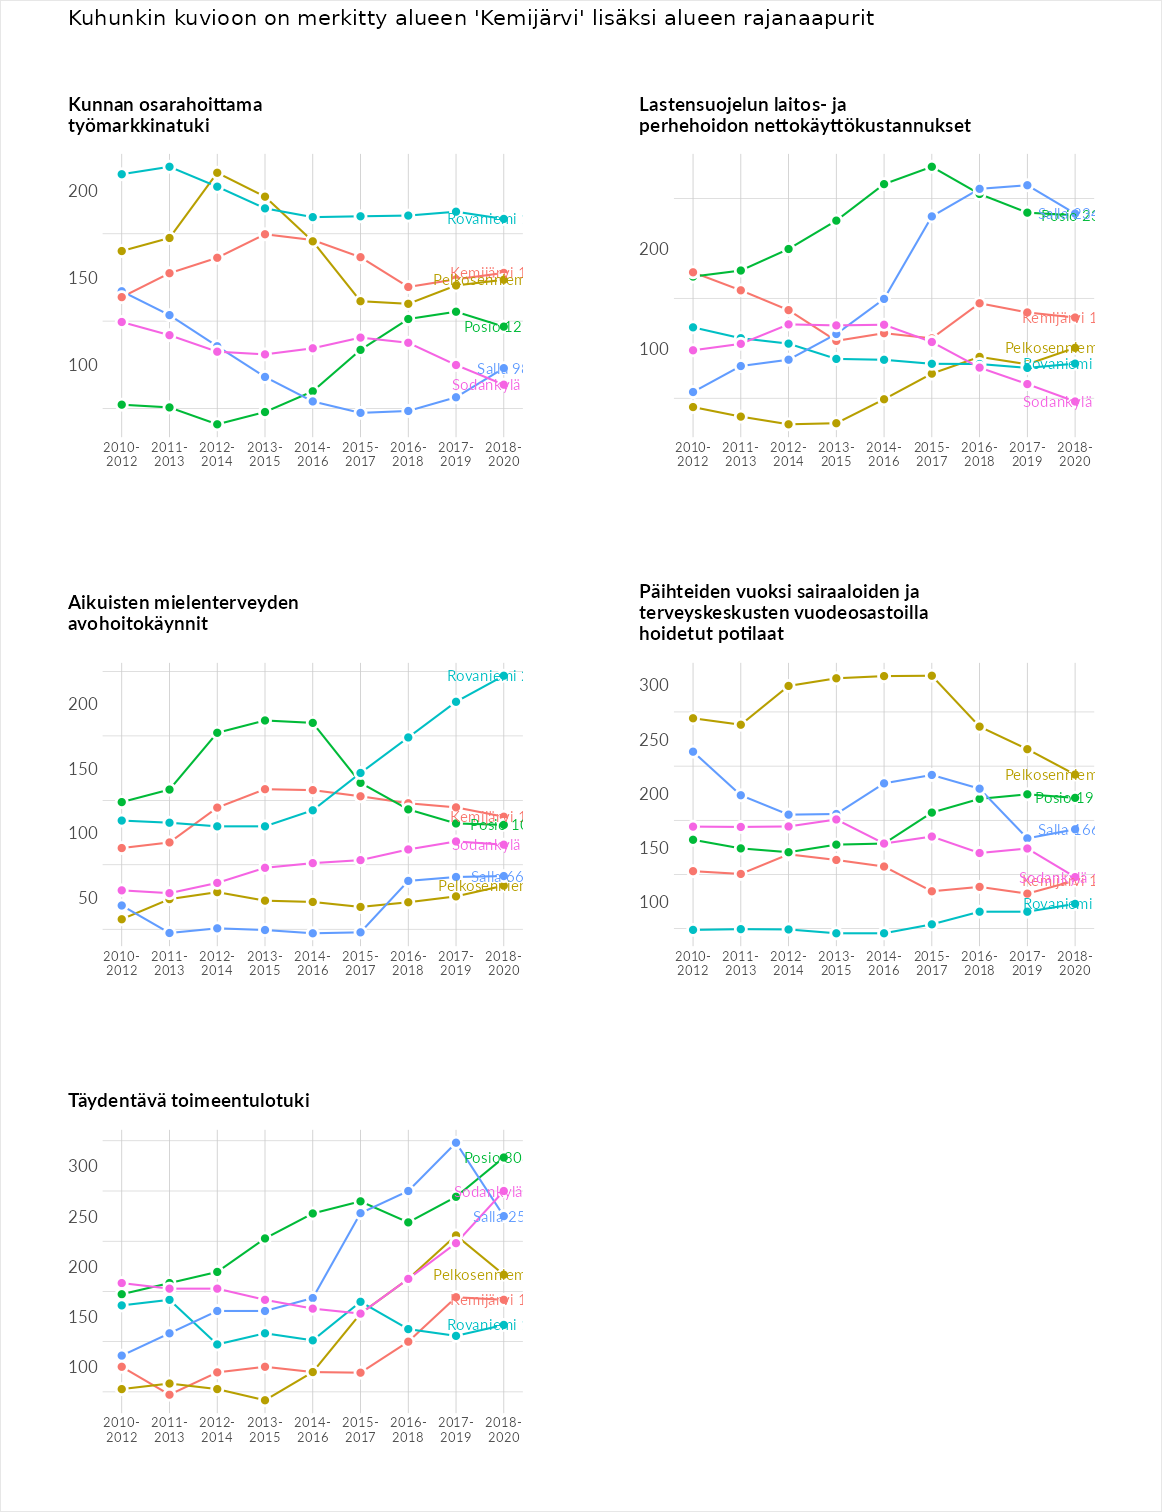 Kuhunkin kuvioon on merkitty alueen 'Kemijärvi' lisäksi alueen rajanaapurit
Kunnan osarahoittama
työmarkkinatuki
200
150
100
Rovaniemi
Kemijärvi 1
Posio 12
Salla 98
Sodankylä
2010- 2011- 2012- 2013- 2014- 2015- 2016- 2017- 2018-
2012 2013 2014 2015 2016 2017 2018 2019 2020
Lastensuojelun laitos- ja
perhehoidon nettokäyttökustannukset
200
100
Kemijärvi 1
Rovaniemi
Sodankylä
2010- 2011- 2012- 2013- 2014- 2015- 2016- 2017- 2018-
2012 2013 2014 2015 2016 2017 2018 2019 2020
Aikuisten mielenterveyden
avohoitokäynnit
200
150
100
50
Rovaniemi
Kemijärvi 1
Posio 10
Sodankylä
Salla 66
2010- 2011- 2012- 2013- 2014- 2015- 2016- 2017- 2018-
2012 2013 2014 2015 2016 2017 2018 2019 2020
Päihteiden vuoksi sairaaloiden ja
terveyskeskusten vuodeosastoilla
hoidetut potilaat
300
250
200
150
100
Posio 19
Salla 166
Sodankylä
Kemijärvi 1
Rovaniemi
2010- 2011- 2012- 2013- 2014- 2015- 2016- 2017- 2018-
2012 2013 2014 2015 2016 2017 2018 2019 2020
Täydentävä toimeentulotuki
300
250
200
150
100
Posio 30
Sodankylä
Salla 25
Kemijärvi 1
Rovaniemi
2010- 2011- 2012- 2013- 2014- 2015- 2016- 2017- 2018-
2012 2013 2014 2015 2016 2017 2018 2019 2020